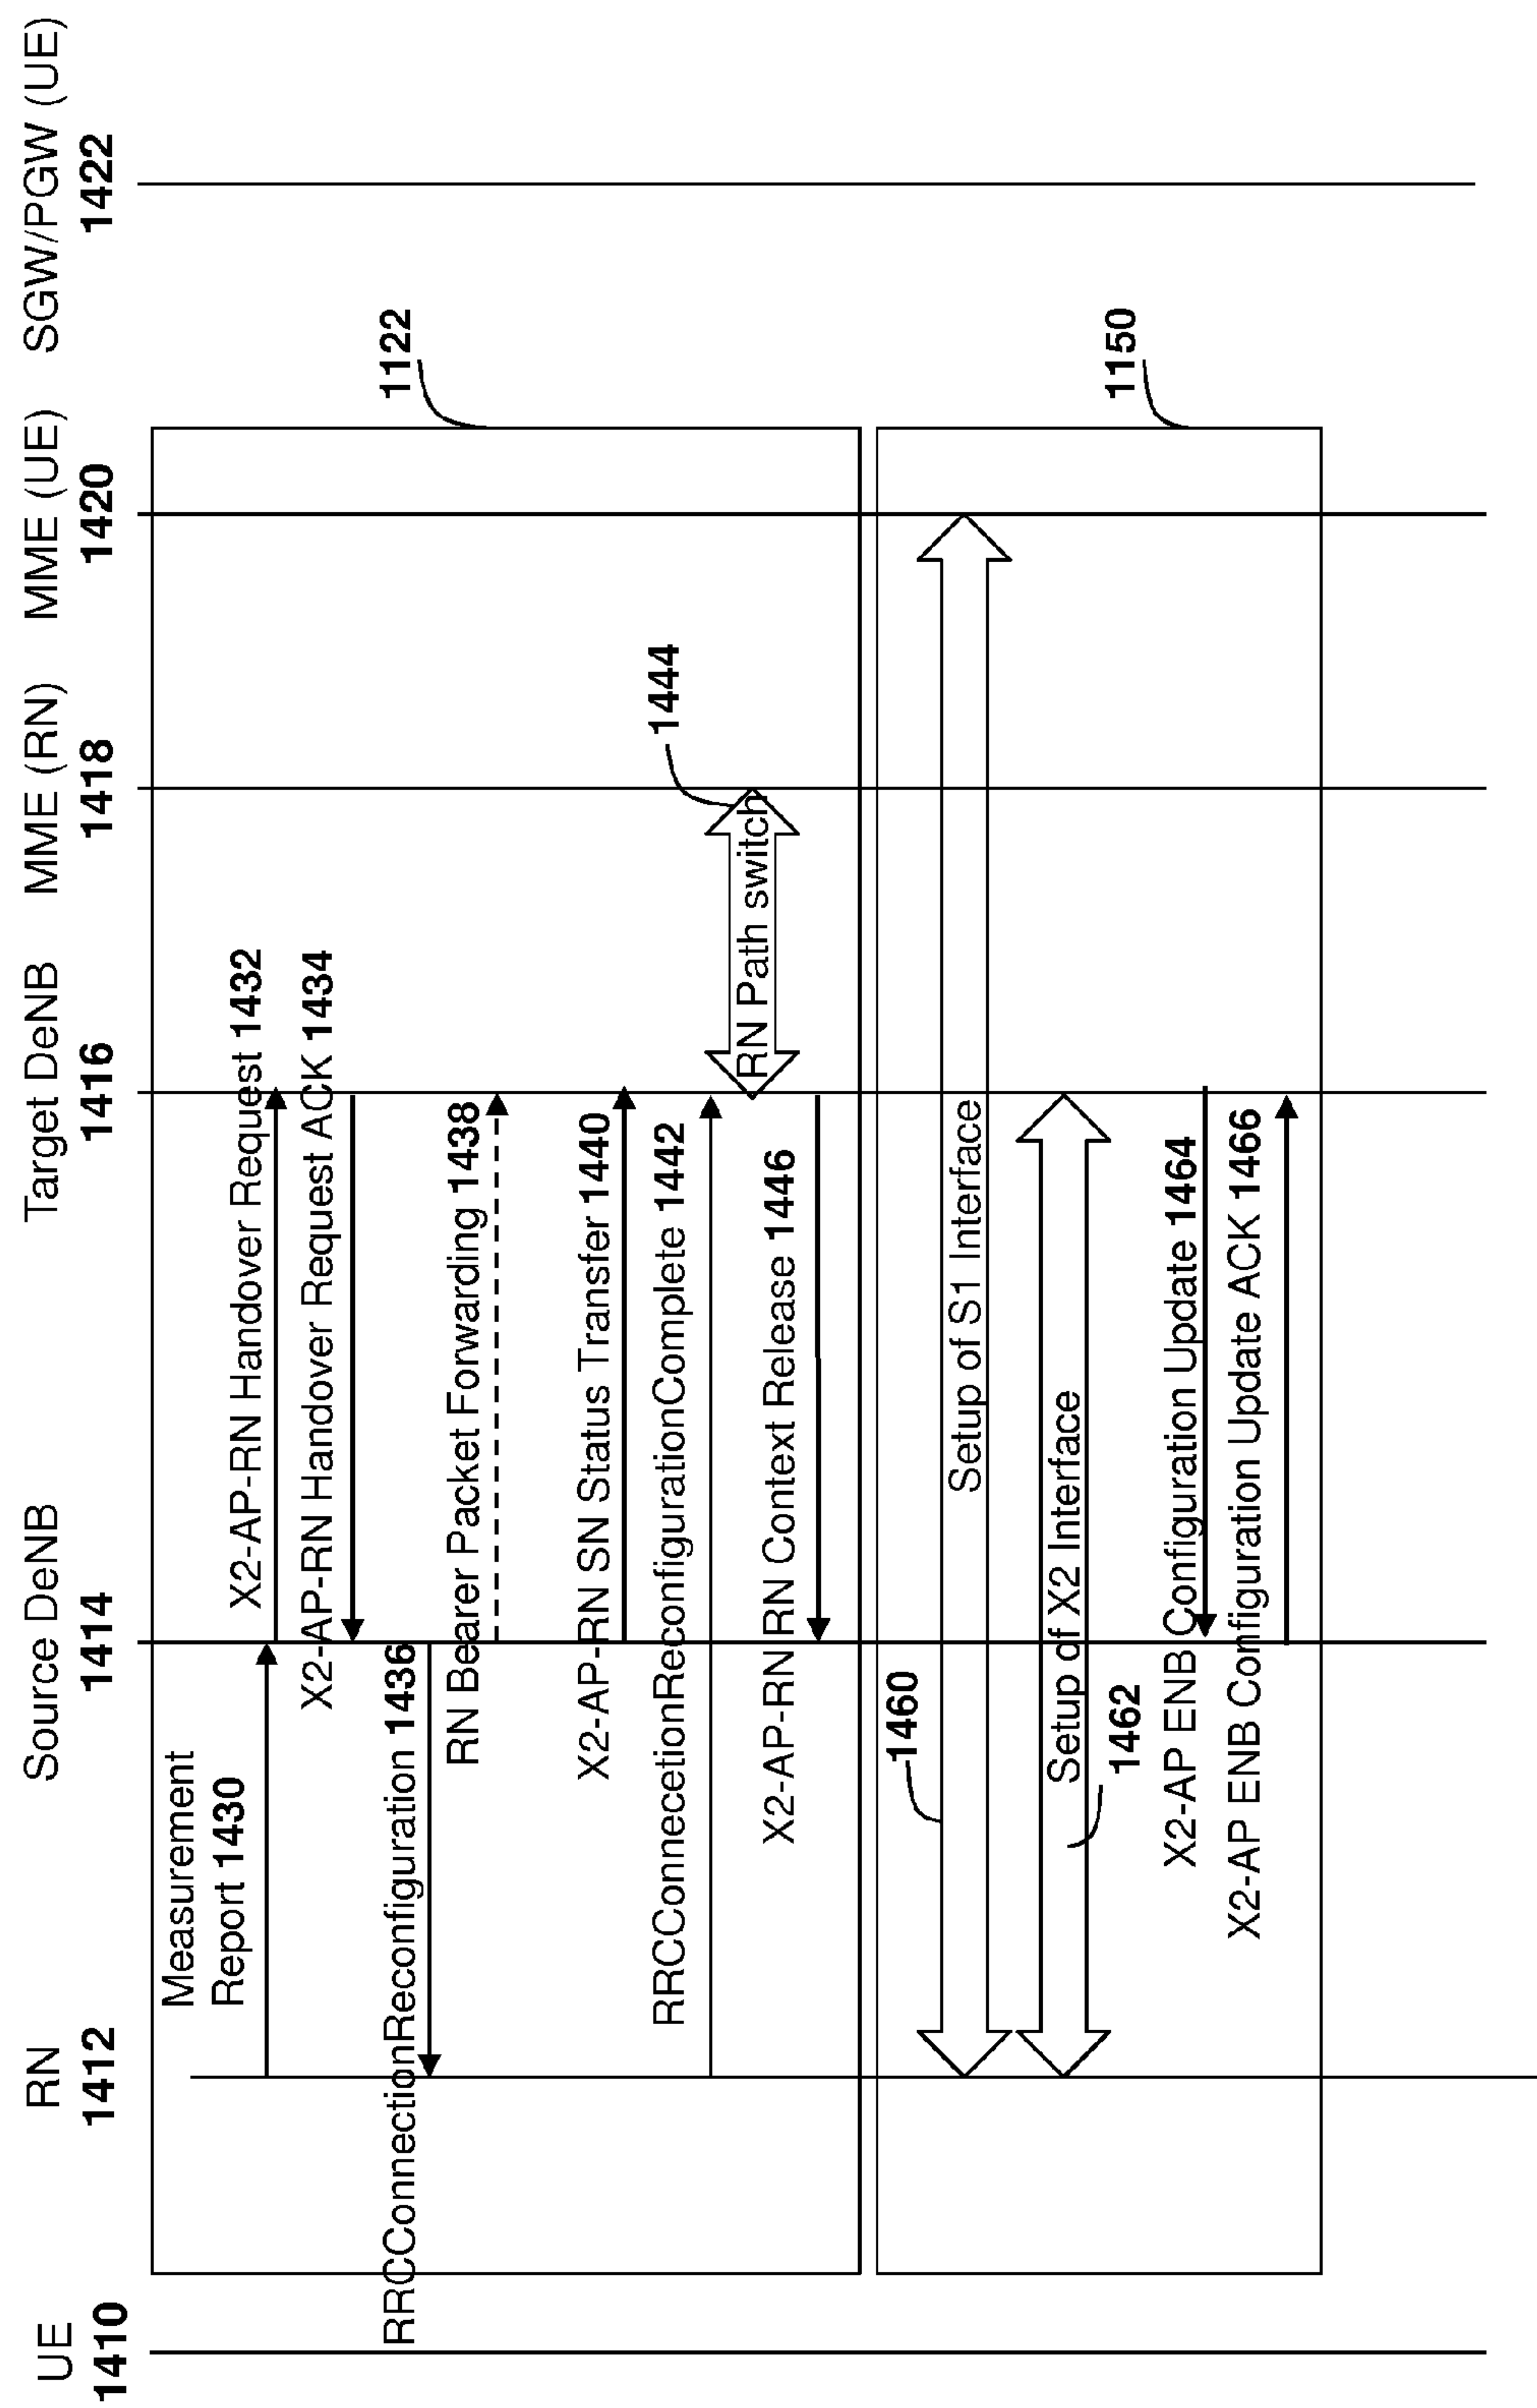 UE
1410
RN
1412
Source DeNB
1414
Target DeNB
1416
MME (RN)
1418
MME (UE)
1420
SGW/PGW (UE)
1422
1122
Measurement
Report 1430
X2-AP-RN Handover Request 1432
X2-AP-RN Handover Request ACK 1434
RRCConnectionReconfiguration 1436
RN Bearer Packet Forwarding 1438
X2-AP-RN SN Status Transfer 1440
RRCConnecetionReconfigurationComplete 1442
1444
RN Path switch
X2-AP-RN RN Context Release 1446
1150
1460
Setup of S1 Interface
Setup of X2 Interface
1462
X2-AP ENB Configuration Update 1464
X2-AP ENB Configuration Update ACK 1466